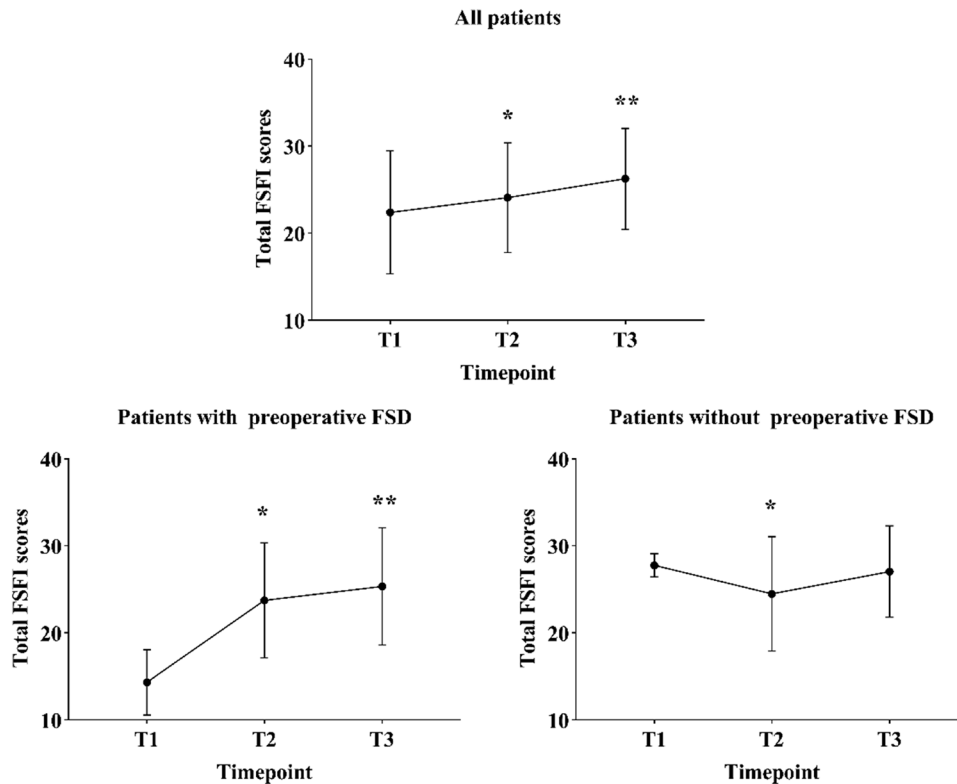 All patients
Total FSFI scores
40
30
20
10
*
**
T1 T2 T3
Timepoint
Patients with preoperative FSD
Total FSFI scores
40
30
20
10
*
**
T1 T2 T3
Timepoint
Patients without preoperative FSD
Total FSFI scores
40
30
20
10
*
T1 T2 T3
Timepoint